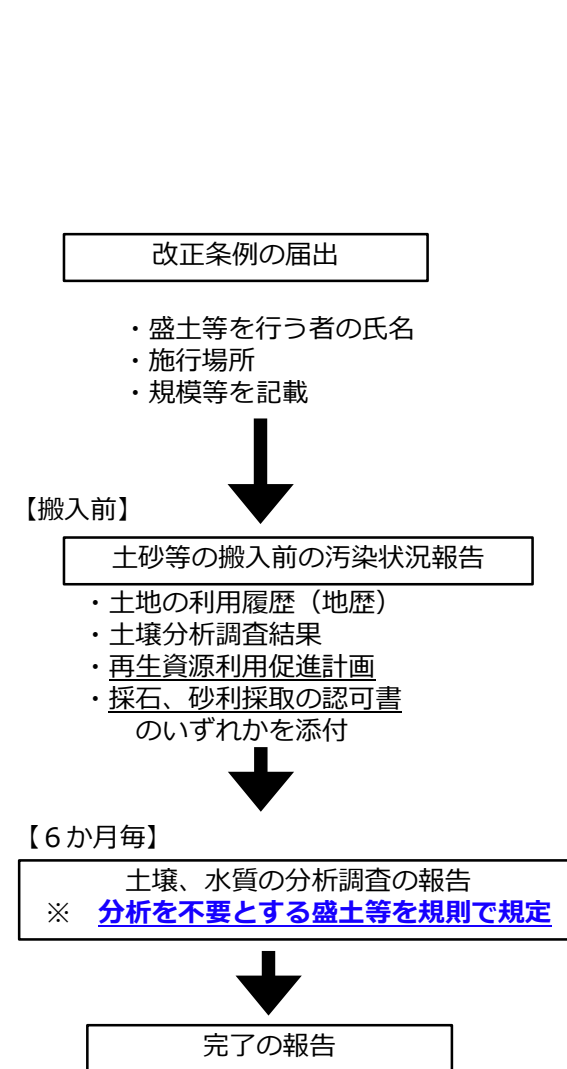 改正条例の届出
・盛土等を行う者の氏名
・施行場所
・規模等を記載
【搬入前】
土砂等の搬入前の汚染状況報告
・土地の利用履歴（地歴）
・土壌分析調査結果
・再生資源利用促進計画
・採石、砂利採取の認可書
のいずれかを添付
【６か月毎】
土壌、水質の分析調査の報告
※　分析を不要とする盛土等を規則で規定
完了の報告